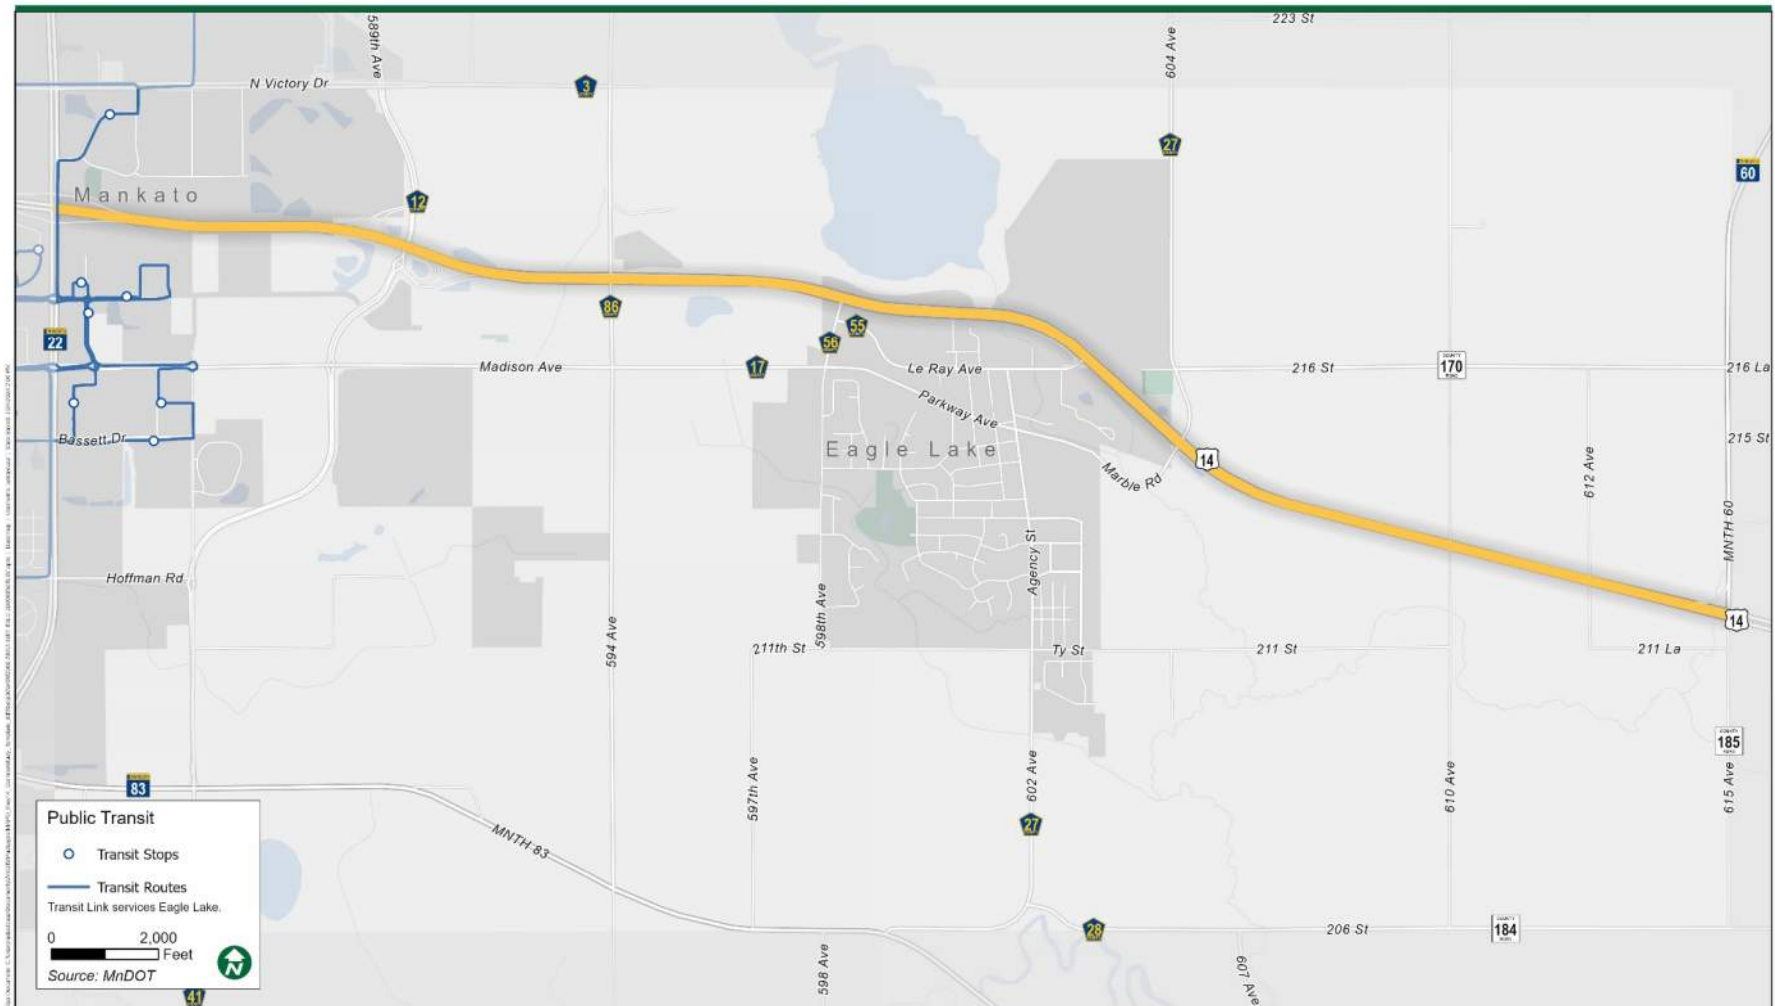 223 St
589th Ave
604 Ave
N Victory Dr
3
27
60
Mankato
12
86
55
56
22
17
Madison Ave
Le Ray Ave
216 St
COUNTY
170
216 La
Parkway Ave
Bassett Dr
Eagle Lake
215 St
14
Marble Rd
612 Ave
MNTH 60
Agency St
Hoffman Rd
598th Ave
594 Ave
14
211th St
Ty St
211 St
211 La
COUNTY
185
83
597th Ave
602 Ave
610 Ave
615 Ave
27
MNTH 83
28
206 St
COUNTY
184
598 Ave
607 Ave
41
Public Transit
Transit Stops
Transit Routes
Transit Link services Eagle Lake.
0 2,000
Feet
N
Source: MnDOT